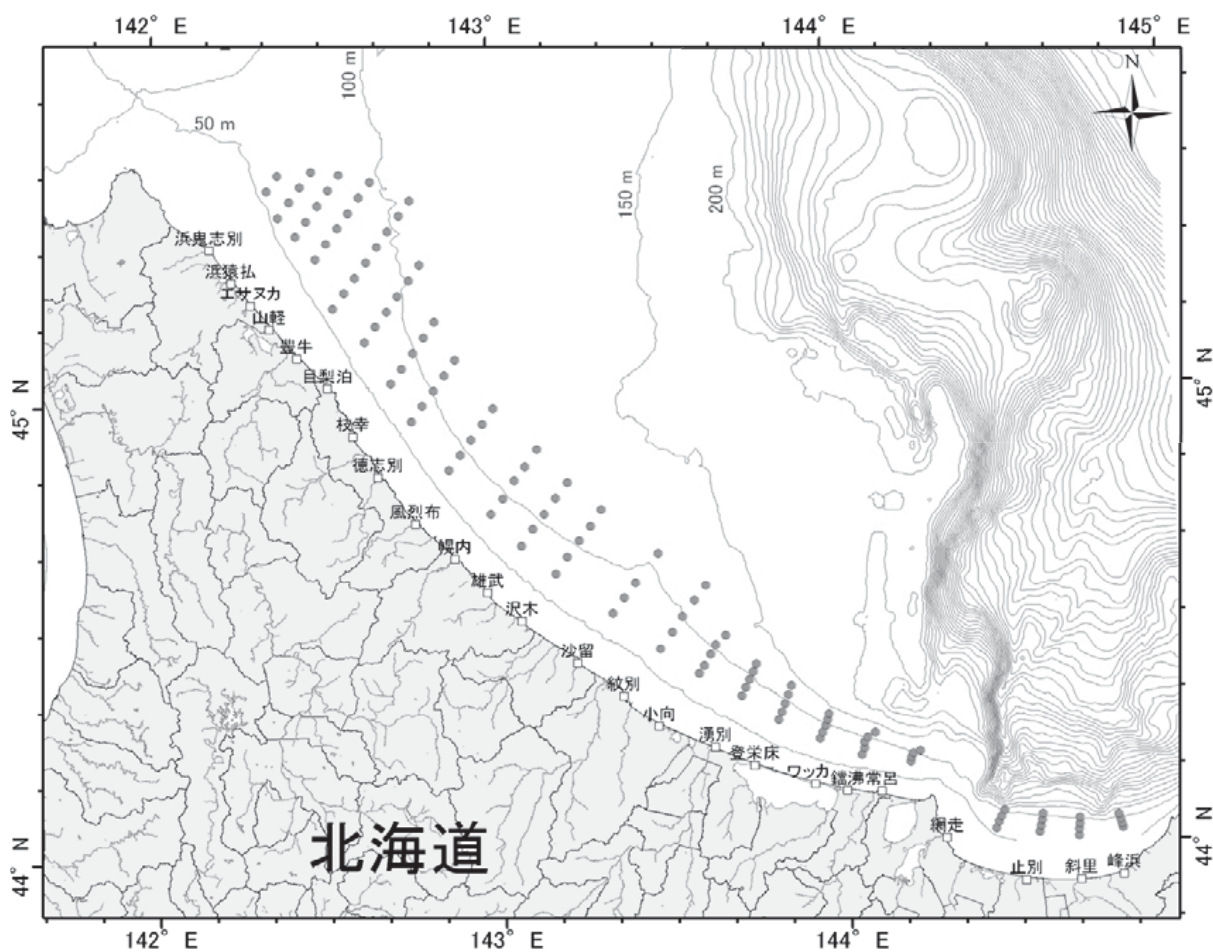 142° E
143° E
144° E
145° E
N
100 m
50 m
150 m
200 m
浜鬼志別
浜猿払
エサヌカ
山軽
豊牛
目梨泊
枝幸
徳志別
風烈布
幌内
雄武
沢木
沙留
紋別
小向
湧別
登栄床
ワッカ
鐺沸常呂
網走
止別
斜里
峰浜
北海道
45° N
45° N
44° N
44° N
142° E
143° E
144° E